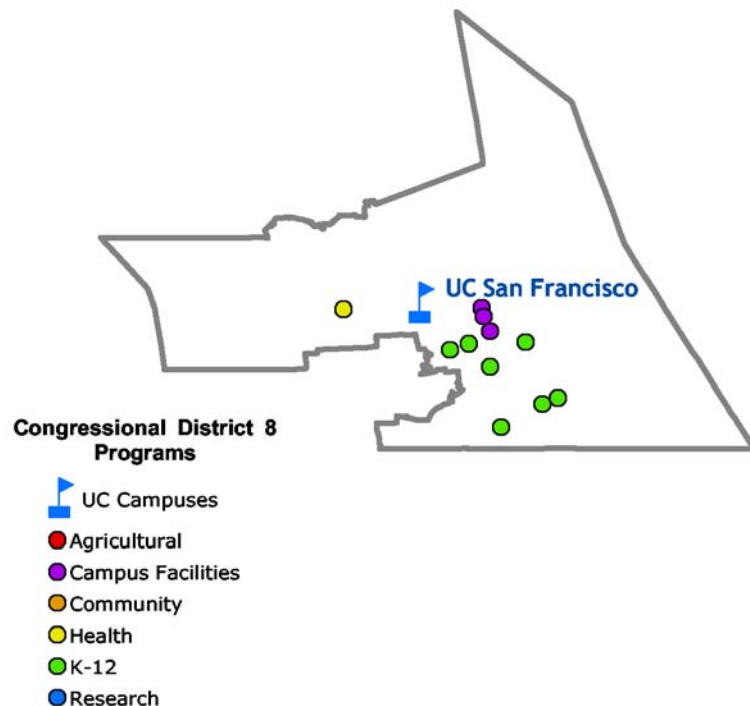 UC San Francisco
Congressional District 8
Programs
UC Campuses
Agricultural
Campus Facilities
Community
Health
K-12
Research